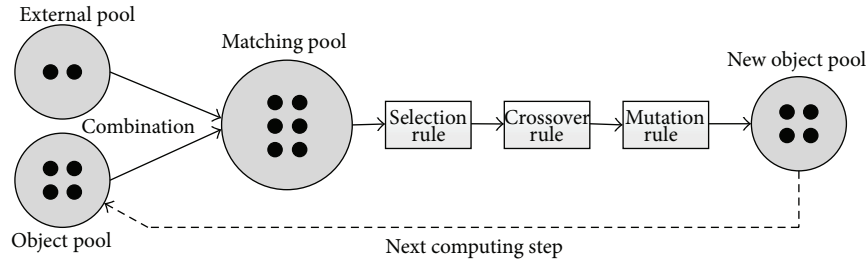 External pool
Matching pool
New object pool
Combination
Selection
rule
Crossover
rule
Mutation
rule
Object pool
Next computing step